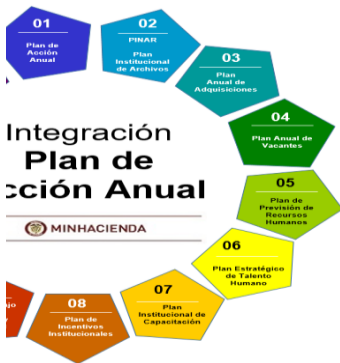 01
Plan de
Acción
Anual
02
PINAR
Plan
Institucional
de Archivos
03
Plan
Anual de
Adquisiciones
04
Plan Anual de
Vacantes
05
Plan de
Previsión de
Recursos
Humanos
06
Plan Estratégico
de Talento
Humano
07
Plan
Institucional de
Capacitación
08
Plan de
Incentivos
Institucionales
Integración
Plan de
cción Anual
MINHACIENDA